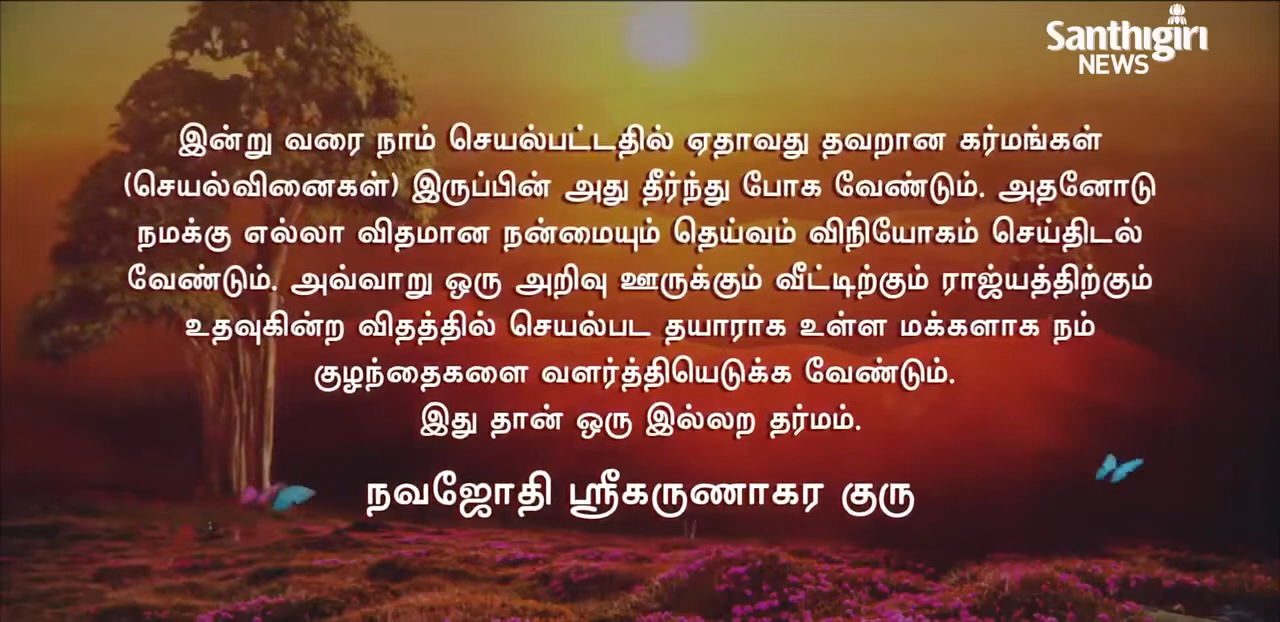 Santhigiri
NEWS
இன்று வரை நாம் செயல்பட்டதில் ஏதாவது தவறான கர்மங்கள்
(செயல்வினைகள்) இருப்பின் அது தீர்ந்து போக வேண்டும். அதனோடு
நமக்கு எல்லா விதமான நன்மையும் தெய்வம் விநியோகம் செய்திடல்
வேண்டும். அவ்வாறு ஒரு அறிவு ஊருக்கும் வீட்டிற்கும் ராஜ்யத்திற்கும்
உதவுகின்ற விதத்தில் செயல்பட தயாராக உள்ள மக்களாக நம்
குழந்தைகளை வளர்த்தியெடுக்க வேண்டும்.
இது தான் ஒரு இல்லற தர்மம்.
நவஜோதி ஸ்ரீகருணாகர குரு